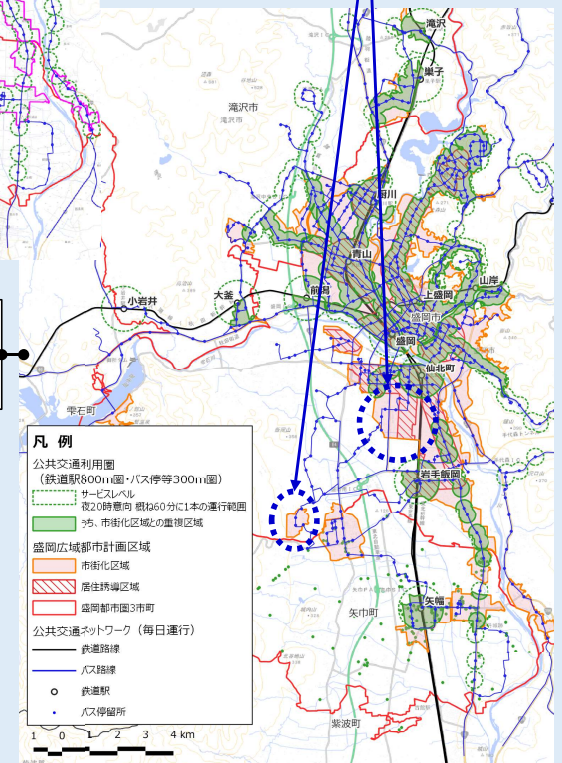 滝沢
巣子
滝沢市
滝沢市
厨川
青山
山岸
小岩井
大釜
前潟
上盛岡
盛岡市
盛岡
仙北町
雫石町
岩手飯岡
矢幅
矢巾町
紫波町
凡 例
公共交通利用圏
(鉄道駅800m圏・バス停等300m圏)
サービスレベル
夜20時意向 概ね60分に1本の運行範囲
うち、市街化区域との重複区域
盛岡広域都市計画区域
市街化区域
居住誘導区域
盛岡都市圏3市町
公共交通ネットワーク(毎日運行)
鉄道路線
バス路線
鉄道駅
バス停留所
1 0 1 2 3 4 km